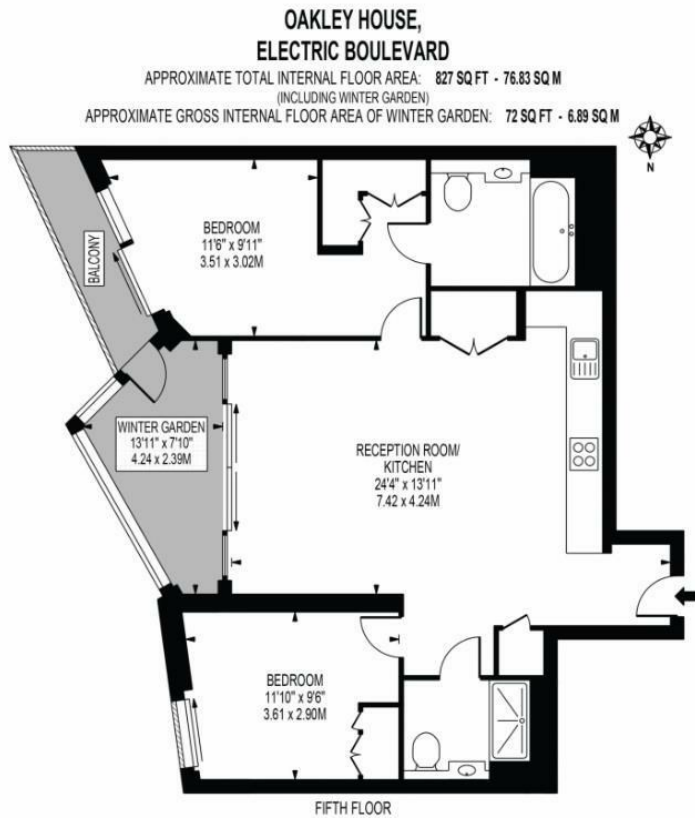 OAKLEY HOUSE,
ELECTRIC BOULEVARD
APPROXIMATE TOTAL INTERNAL FLOOR AREA: 827 SQ FT - 76.83 SQ M
(INCLUDING WINTER GARDEN)
APPROXIMATE GROSS INTERNAL FLOOR AREA OF WINTER GARDEN: 72 SQ FT - 6.89 SQ M
N
BEDROOM
11'6" x 9'11"
3.51 x 3.02M
BALCONY
WINTER GARDEN
13'11" x 7'10"
4.24 x 2.39M
RECEPTION ROOM/
KITCHEN
24'4" x 13'11"
7.42 x 4.24M
BEDROOM
11'10" x 9'6"
3.61 x 2.90M
FIFTH FLOOR